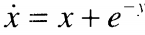 ẋ = x + e^{-y}